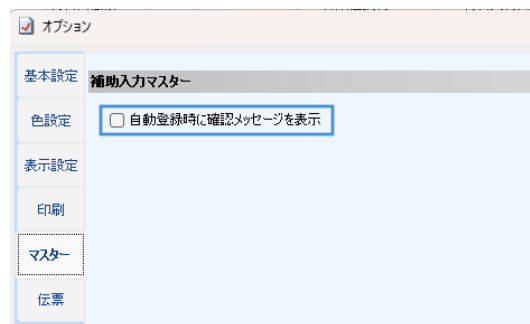 オプション
基本設定
補助入力マスター
色設定
自動登録時に確認メッセージを表示
表示設定
印刷
マスター
伝票